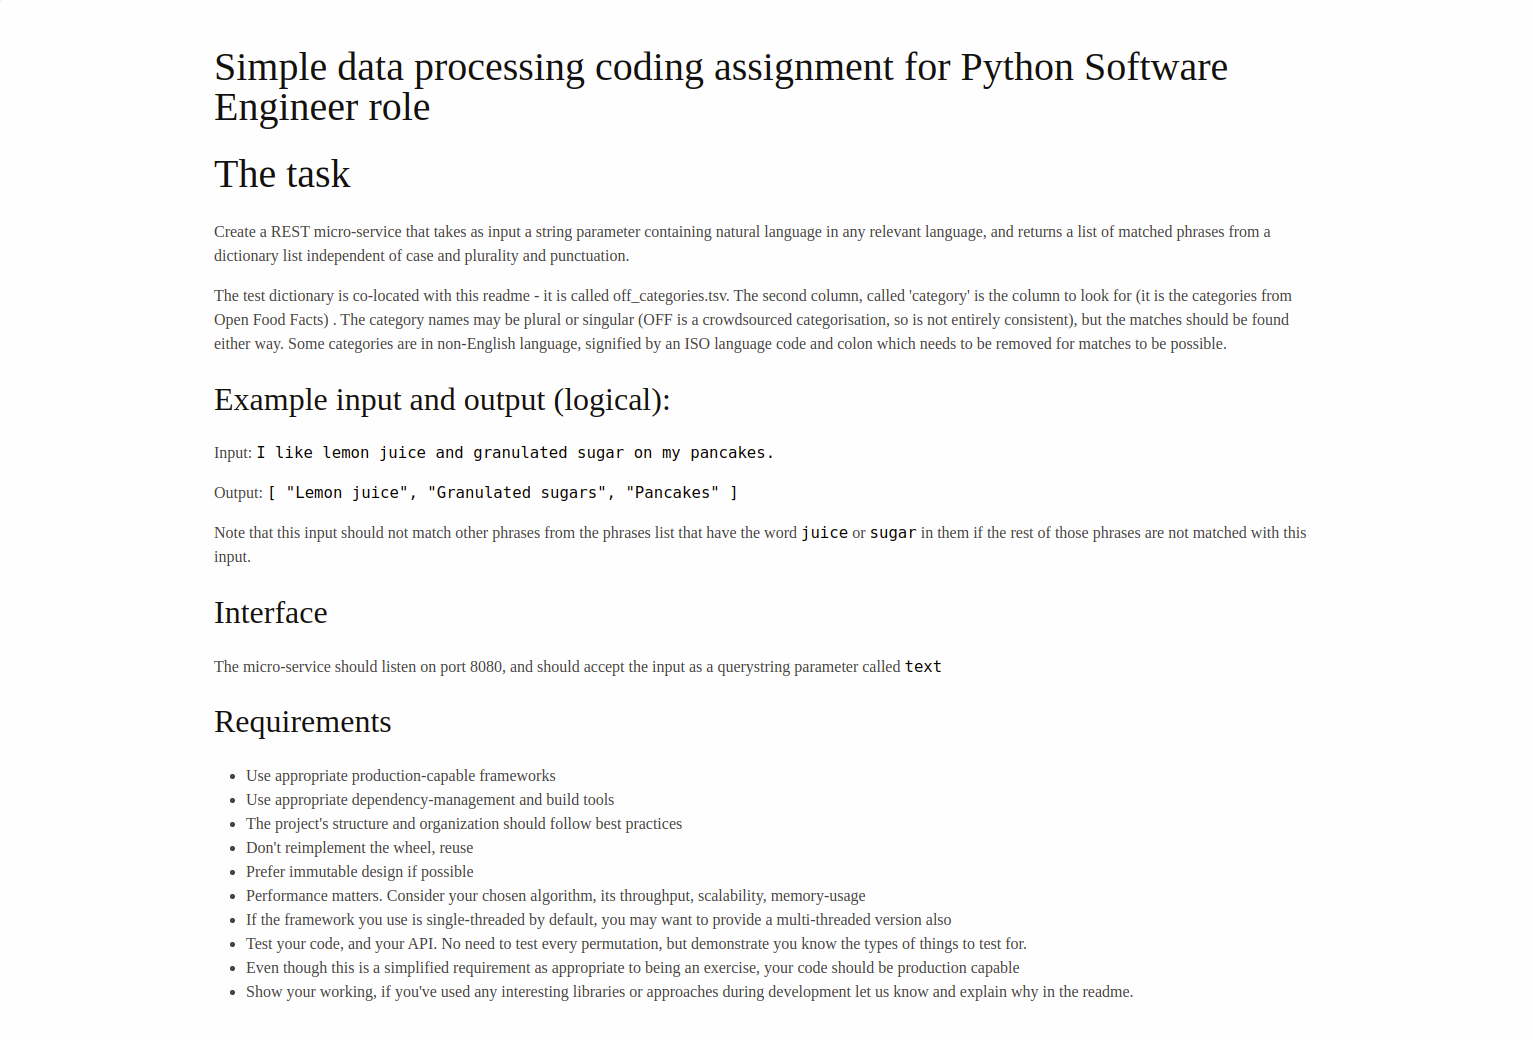 Simple data processing coding assignment for Python Software
Engineer role
The task
Create a REST micro-service that takes as input a string parameter containing natural language in any relevant language, and returns a list of matched phrases from a
dictionary list independent of case and plurality and punctuation.
The test dictionary is co-located with this readme - it is called off_categories.tsv. The second column, called 'category' is the column to look for (it is the categories from
Open Food Facts) . The category names may be plural or singular (OFF is a crowdsourced categorisation, so is not entirely consistent), but the matches should be found
either way. Some categories are in non-English language, signified by an ISO language code and colon which needs to be removed for matches to be possible.
Example input and output (logical):
Input: I like lemon juice and granulated sugar on my pancakes.
Output: [ "Lemon juice", "Granulated sugars", "Pancakes" ]
Note that this input should not match other phrases from the phrases list that have the word juice or sugar in them if the rest of those phrases are not matched with this
input.
Interface
The micro-service should listen on port 8080, and should accept the input as a querystring parameter called text
Requirements
• Use appropriate production-capable frameworks
• Use appropriate dependency-management and build tools
• The project's structure and organization should follow best practices
• Don't reimplement the wheel, reuse
• Prefer immutable design if possible
• Performance matters. Consider your chosen algorithm, its throughput, scalability, memory-usage
• If the framework you use is single-threaded by default, you may want to provide a multi-threaded version also
• Test your code, and your API. No need to test every permutation, but demonstrate you know the types of things to test for.
• Even though this is a simplified requirement as appropriate to being an exercise, your code should be production capable
• Show your working, if you've used any interesting libraries or approaches during development let us know and explain why in the readme.